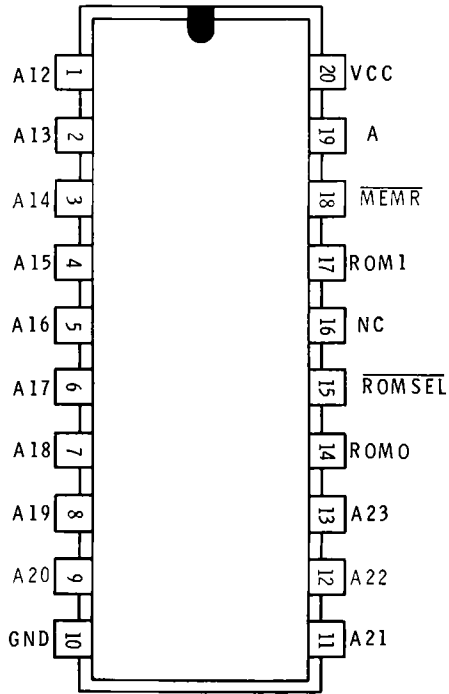 A12 1 20 VCC
A13 2 19 A
A14 3 18 MEMR
A15 4 17 ROM1
A16 5 16 NC
A17 6 15 ROMSEL
A18 7 14 ROM0
A19 8 13 A23
A20 9 12 A22
GND 10 11 A21